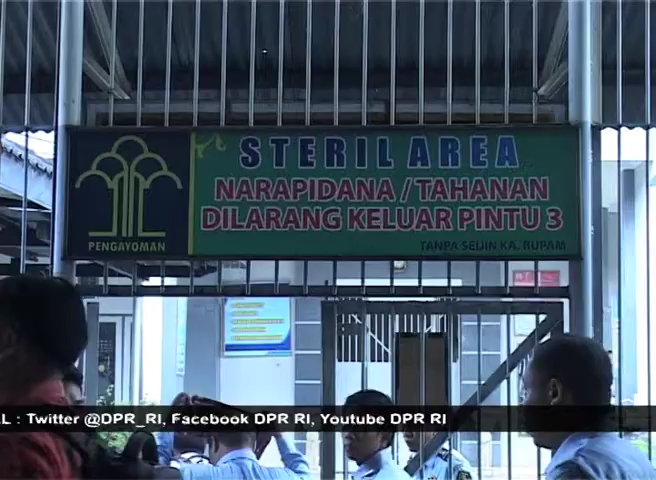 STERIL AREA
NARAPIDANA / TAHANAN
DILARANG KELUAR PINTU 3
TANPA SEIJIN KA. RUPAM
PENGAYOMAN
L : Twitter @DPR_RI, Facebook DPR RI, Youtube DPR RI